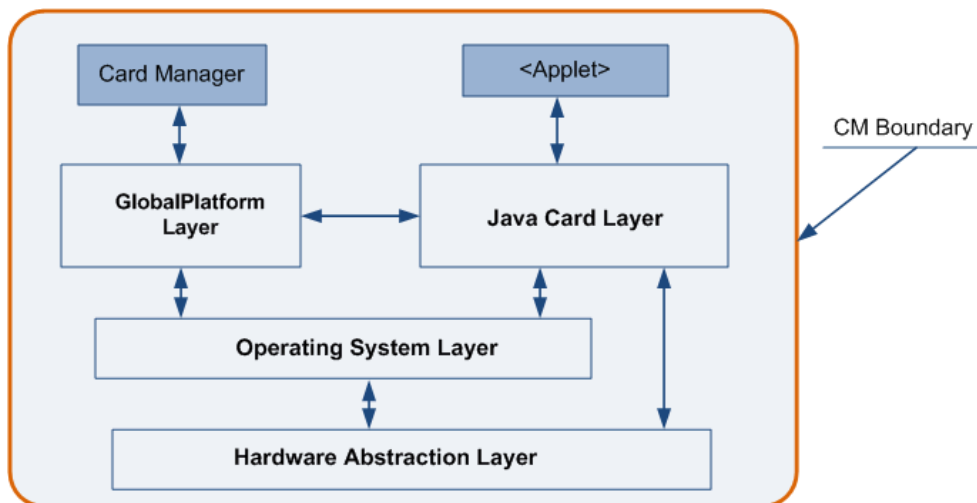 Card Manager
<Applet>
CM Boundary
GlobalPlatform
Layer
Java Card Layer
Operating System Layer
Hardware Abstraction Layer